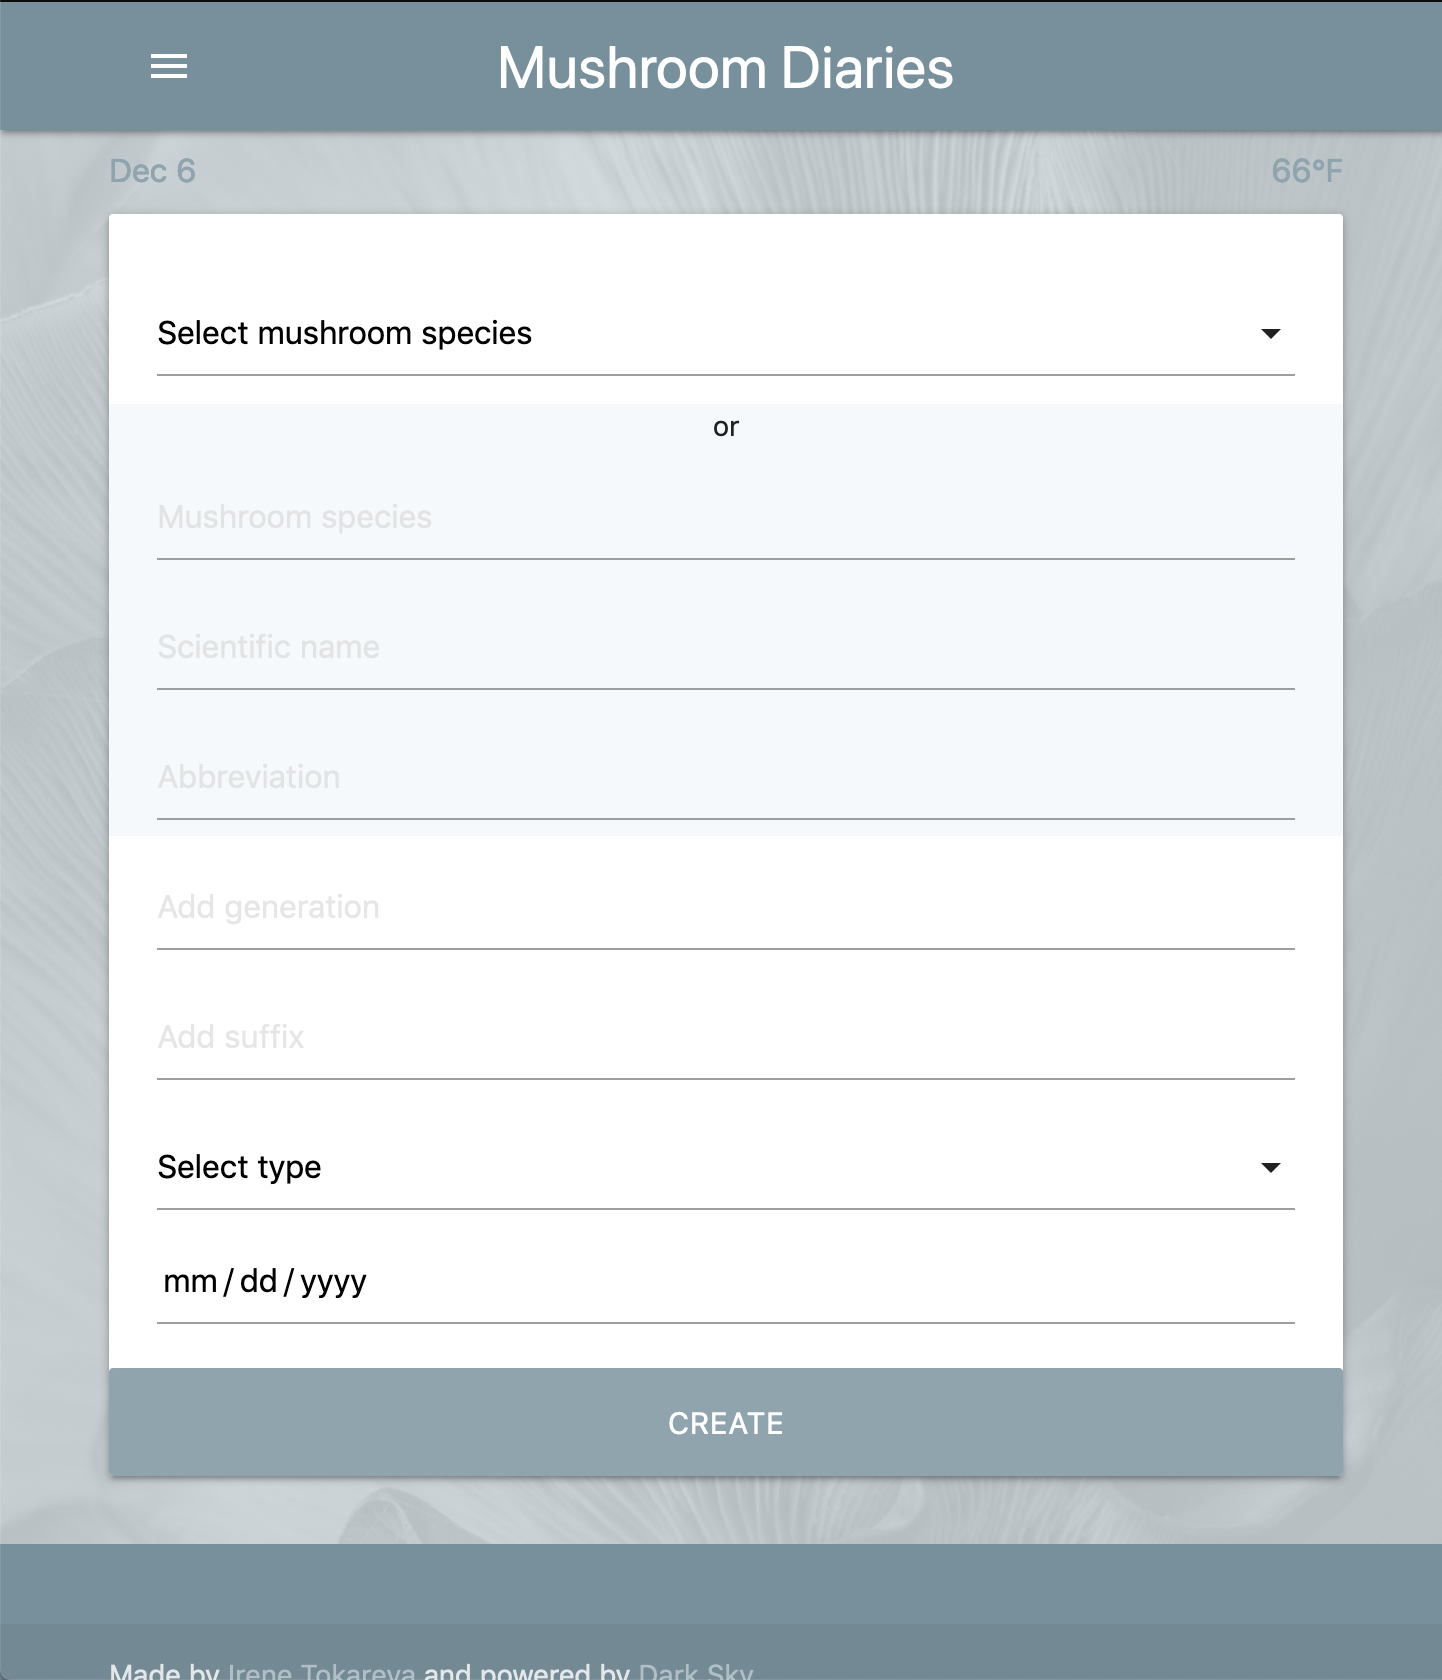 Mushroom Diaries
Dec 6
66°F
Select mushroom species
or
Mushroom species
Scientific name
Abbreviation
Add generation
Add suffix
Select type
mm/dd/yyyy
CREATE
Made by Irene Tokareva and powered by Dark Sky